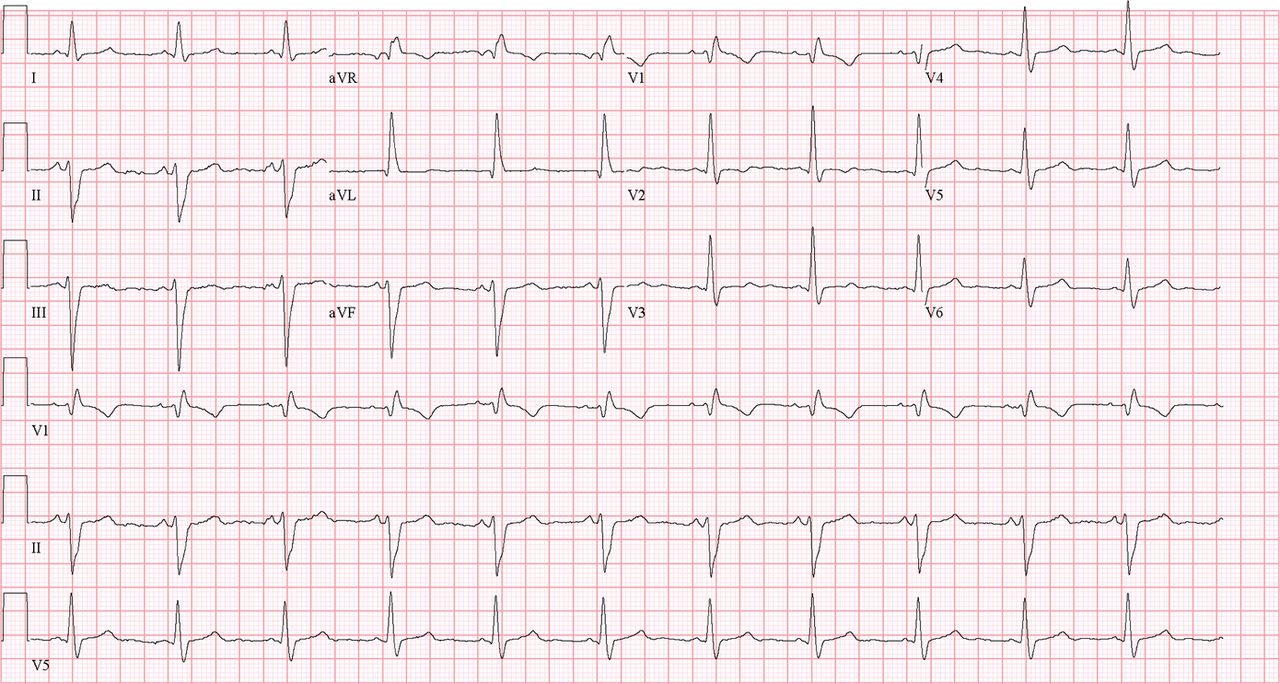 I aVR V1 V4
II aVL V2 V5
III aVF V3 V6
V1
II
V5